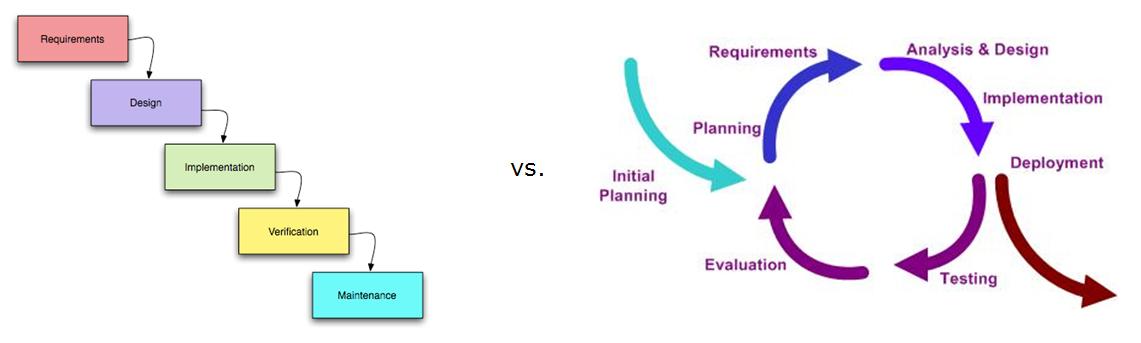 Requirements
Design
Implementation
Verification
Maintenance
vs.
Requirements
Analysis & Design
Implementation
Planning
Deployment
Initial
Planning
Evaluation
Testing